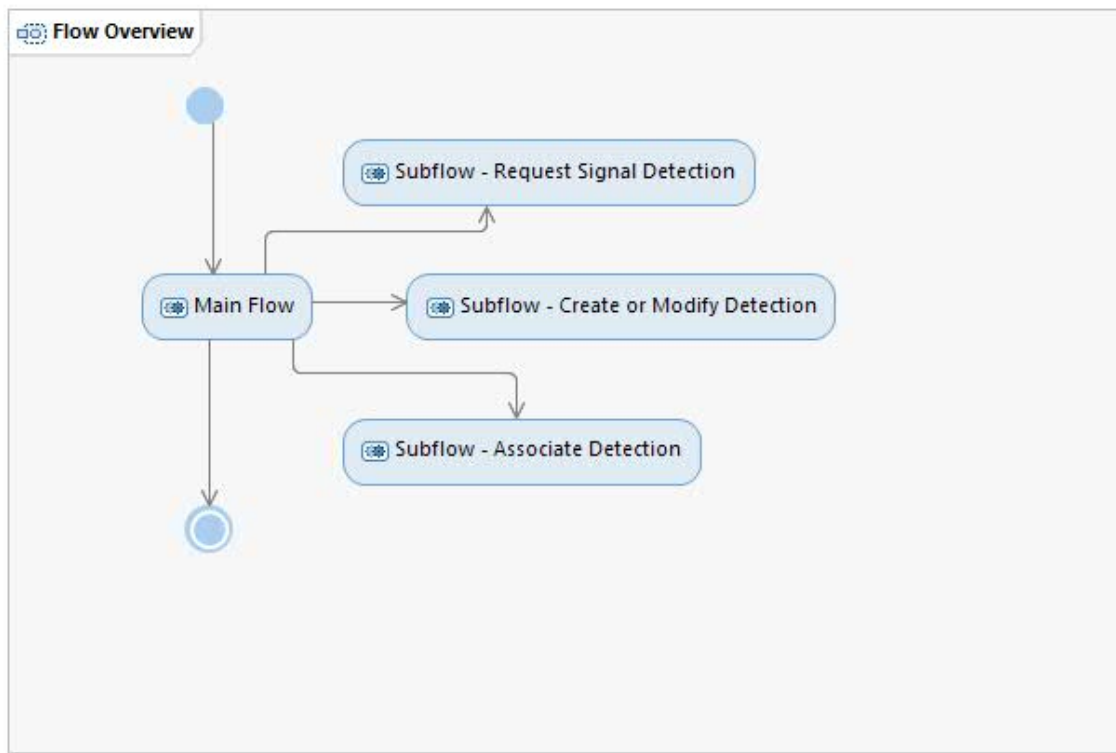 Flow Overview
Subflow - Request Signal Detection
Main Flow
Subflow - Create or Modify Detection
Subflow - Associate Detection